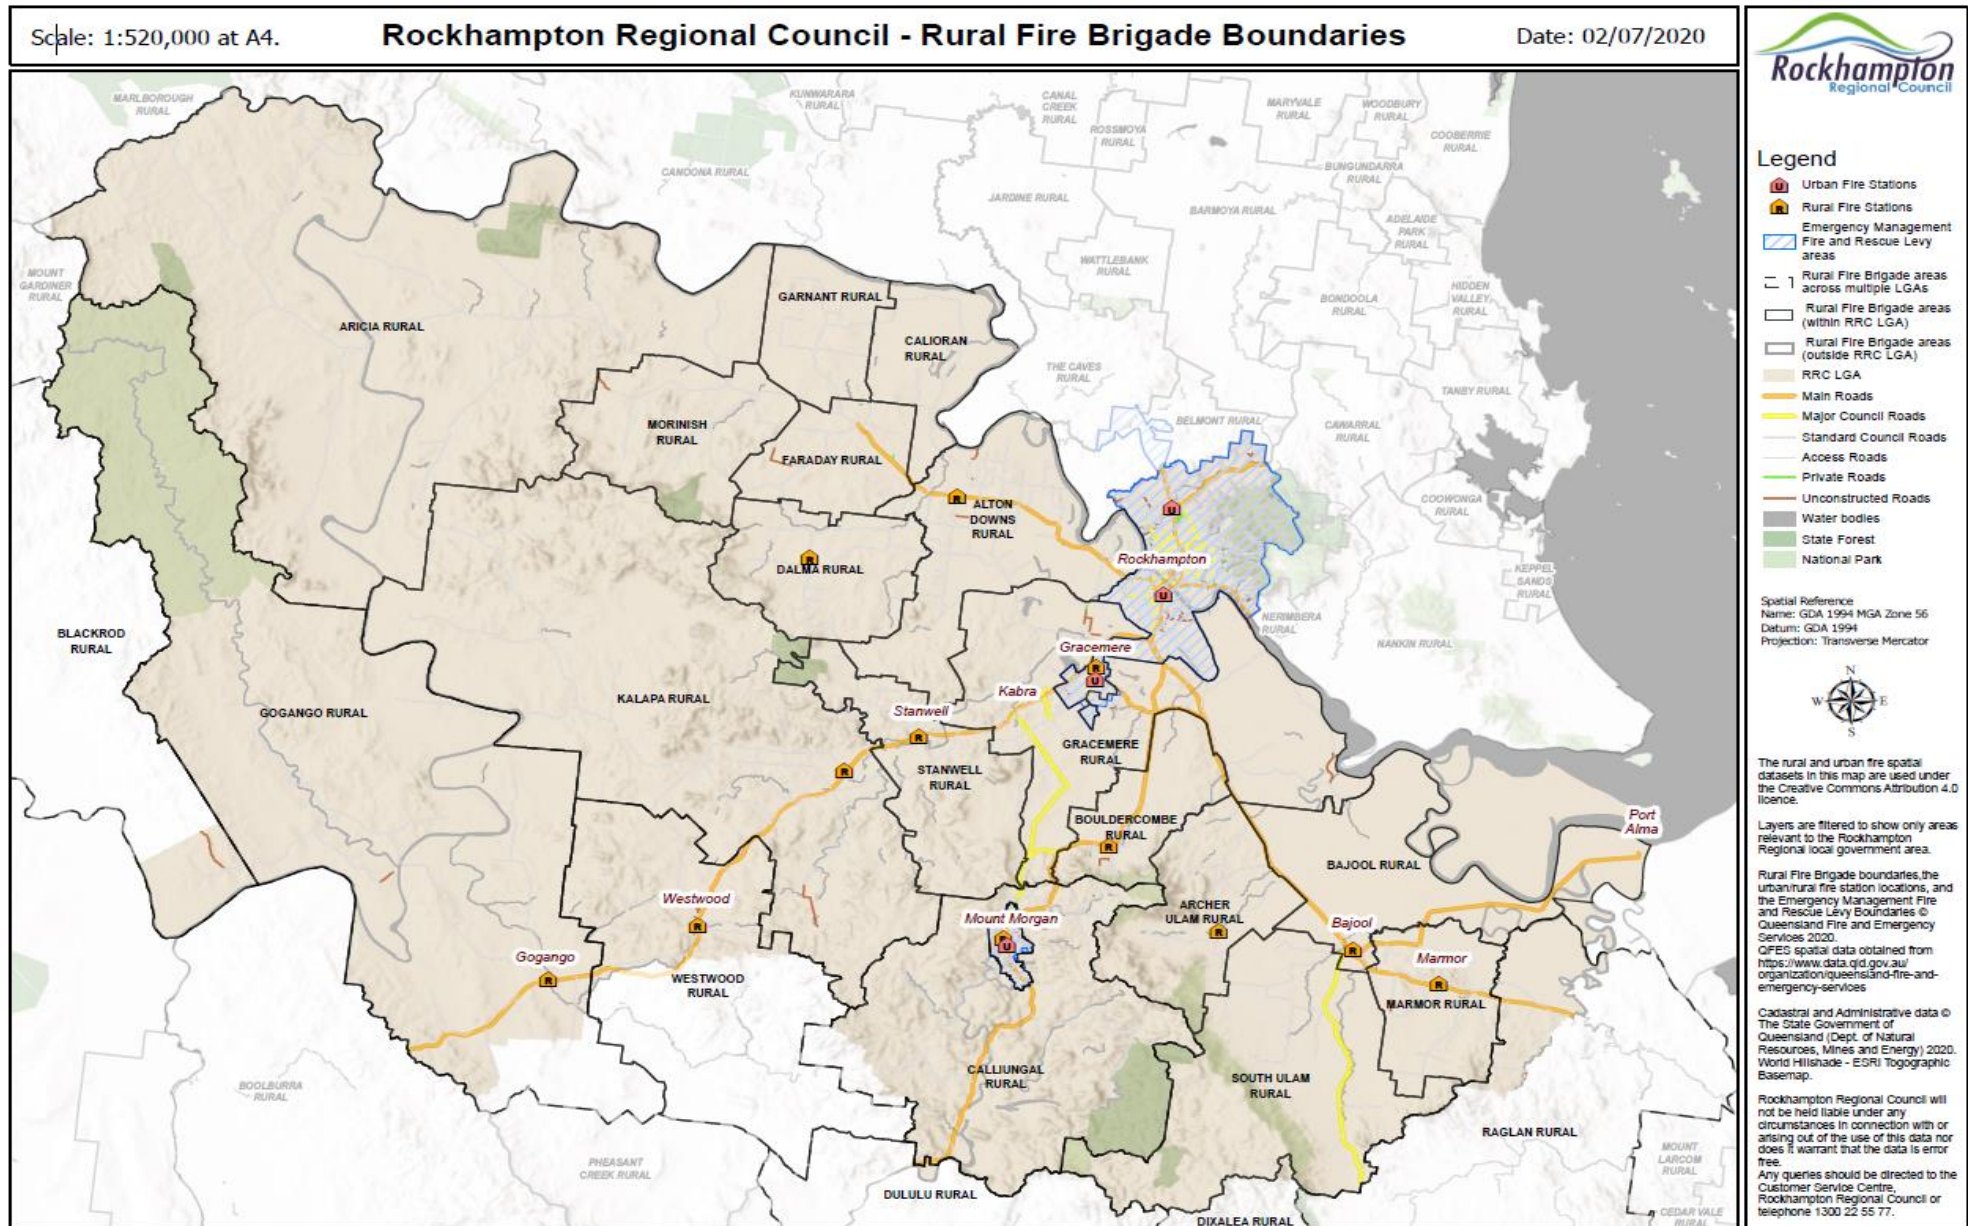 Scale: 1:520,000 at A4.
Rockhampton Regional Council - Rural Fire Brigade Boundaries
Date: 02/07/2020
Rockhampton
Regional Council
MARLBOROUGH
RURAL
KUNWARARA
RURAL
CANAL
CREEK
RURAL
ROSSMOYA
RURAL
MARYVALE
RURAL
WOODBURY
RURAL
COOBERRIE
RURAL
CANOONA RURAL
BUNGUNDARRA
RURAL
JARDINE RURAL
BARMOYA RURAL
ADELAIDE
PARK
RURAL
MOUNT
GARDINER
RURAL
WATTLEBANK
RURAL
GARNANT RURAL
BONDOOLA
RURAL
HIDDEN
VALLEY
RURAL
ARICIA RURAL
CALIORAN
RURAL
THE CAVES
RURAL
TANBY RURAL
MORINISH
RURAL
BELMONT RURAL
CAWARRAL
RURAL
FARADAY RURAL
R
ALTON
DOWNS
RURAL
U
COOWONGA
RURAL
Rockhampton
R
DALMA RURAL
KEPPEL
SANDS
RURAL
U
NERIMBERA
RURAL
NANKIN RURAL
BLACKROD
RURAL
Gracemere
R
U
KALAPA RURAL
Kabra
GOGANGO RURAL
Stanwell
R
GRACEMERE
RURAL
R
STANWELL
RURAL
BOULDERCOMBE
RURAL
R
Port
Alma
BAJOOL RURAL
Westwood
R
Mount Morgan
R
U
ARCHER
ULAM RURAL
R
Bajool
R
Gogango
R
Marmor
R
WESTWOOD
RURAL
MARMOR RURAL
BOOLBURRA
RURAL
CALLIUNGAL
RURAL
SOUTH ULAM
RURAL
RAGLAN RURAL
PHEASANT
CREEK RURAL
MOUNT
LARCOM
RURAL
DULULU RURAL
DIXALEA RURAL
CEDAR VALE
RURAL
Legend
U Urban Fire Stations
R Rural Fire Stations
Emergency Management
Fire and Rescue Levy
areas
Rural Fire Brigade areas
across multiple LGAs
Rural Fire Brigade areas
(within RRC LGA)
Rural Fire Brigade areas
(outside RRC LGA)
RRC LGA
Main Roads
Major Council Roads
Standard Council Roads
Access Roads
Private Roads
Unconstructed Roads
Water bodies
State Forest
National Park
Spatial Reference
Name: GDA 1994 MGA Zone 56
Datum: GDA 1994
Projection: Transverse Mercator
N
W E
S
The rural and urban fire spatial
datasets in this map are used under
the Creative Commons Attribution 4.0
licence.
Layers are filtered to show only areas
relevant to the Rockhampton
Regional local government area.
Rural Fire Brigade boundaries,the
urban/rural fire station locations, and
the Emergency Management Fire
and Rescue Levy Boundaries ©
Queensland Fire and Emergency
Services 2020.
QFES spatial data obtained from
https://www.data.qld.gov.au/
organization/queensland-fire-and-
emergency-services
Cadastral and Administrative data ©
The State Government of
Queensland (Dept. of Natural
Resources, Mines and Energy) 2020.
World Hillshade - ESRI Togographic
Basemap.
Rockhampton Regional Council will
not be held liable under any
circumstances in connection with or
arising out of the use of this data nor
does it warrant that the data is error
free.
Any queries should be directed to the
Customer Service Centre,
Rockhampton Regional Council or
telephone 1300 22 55 77.